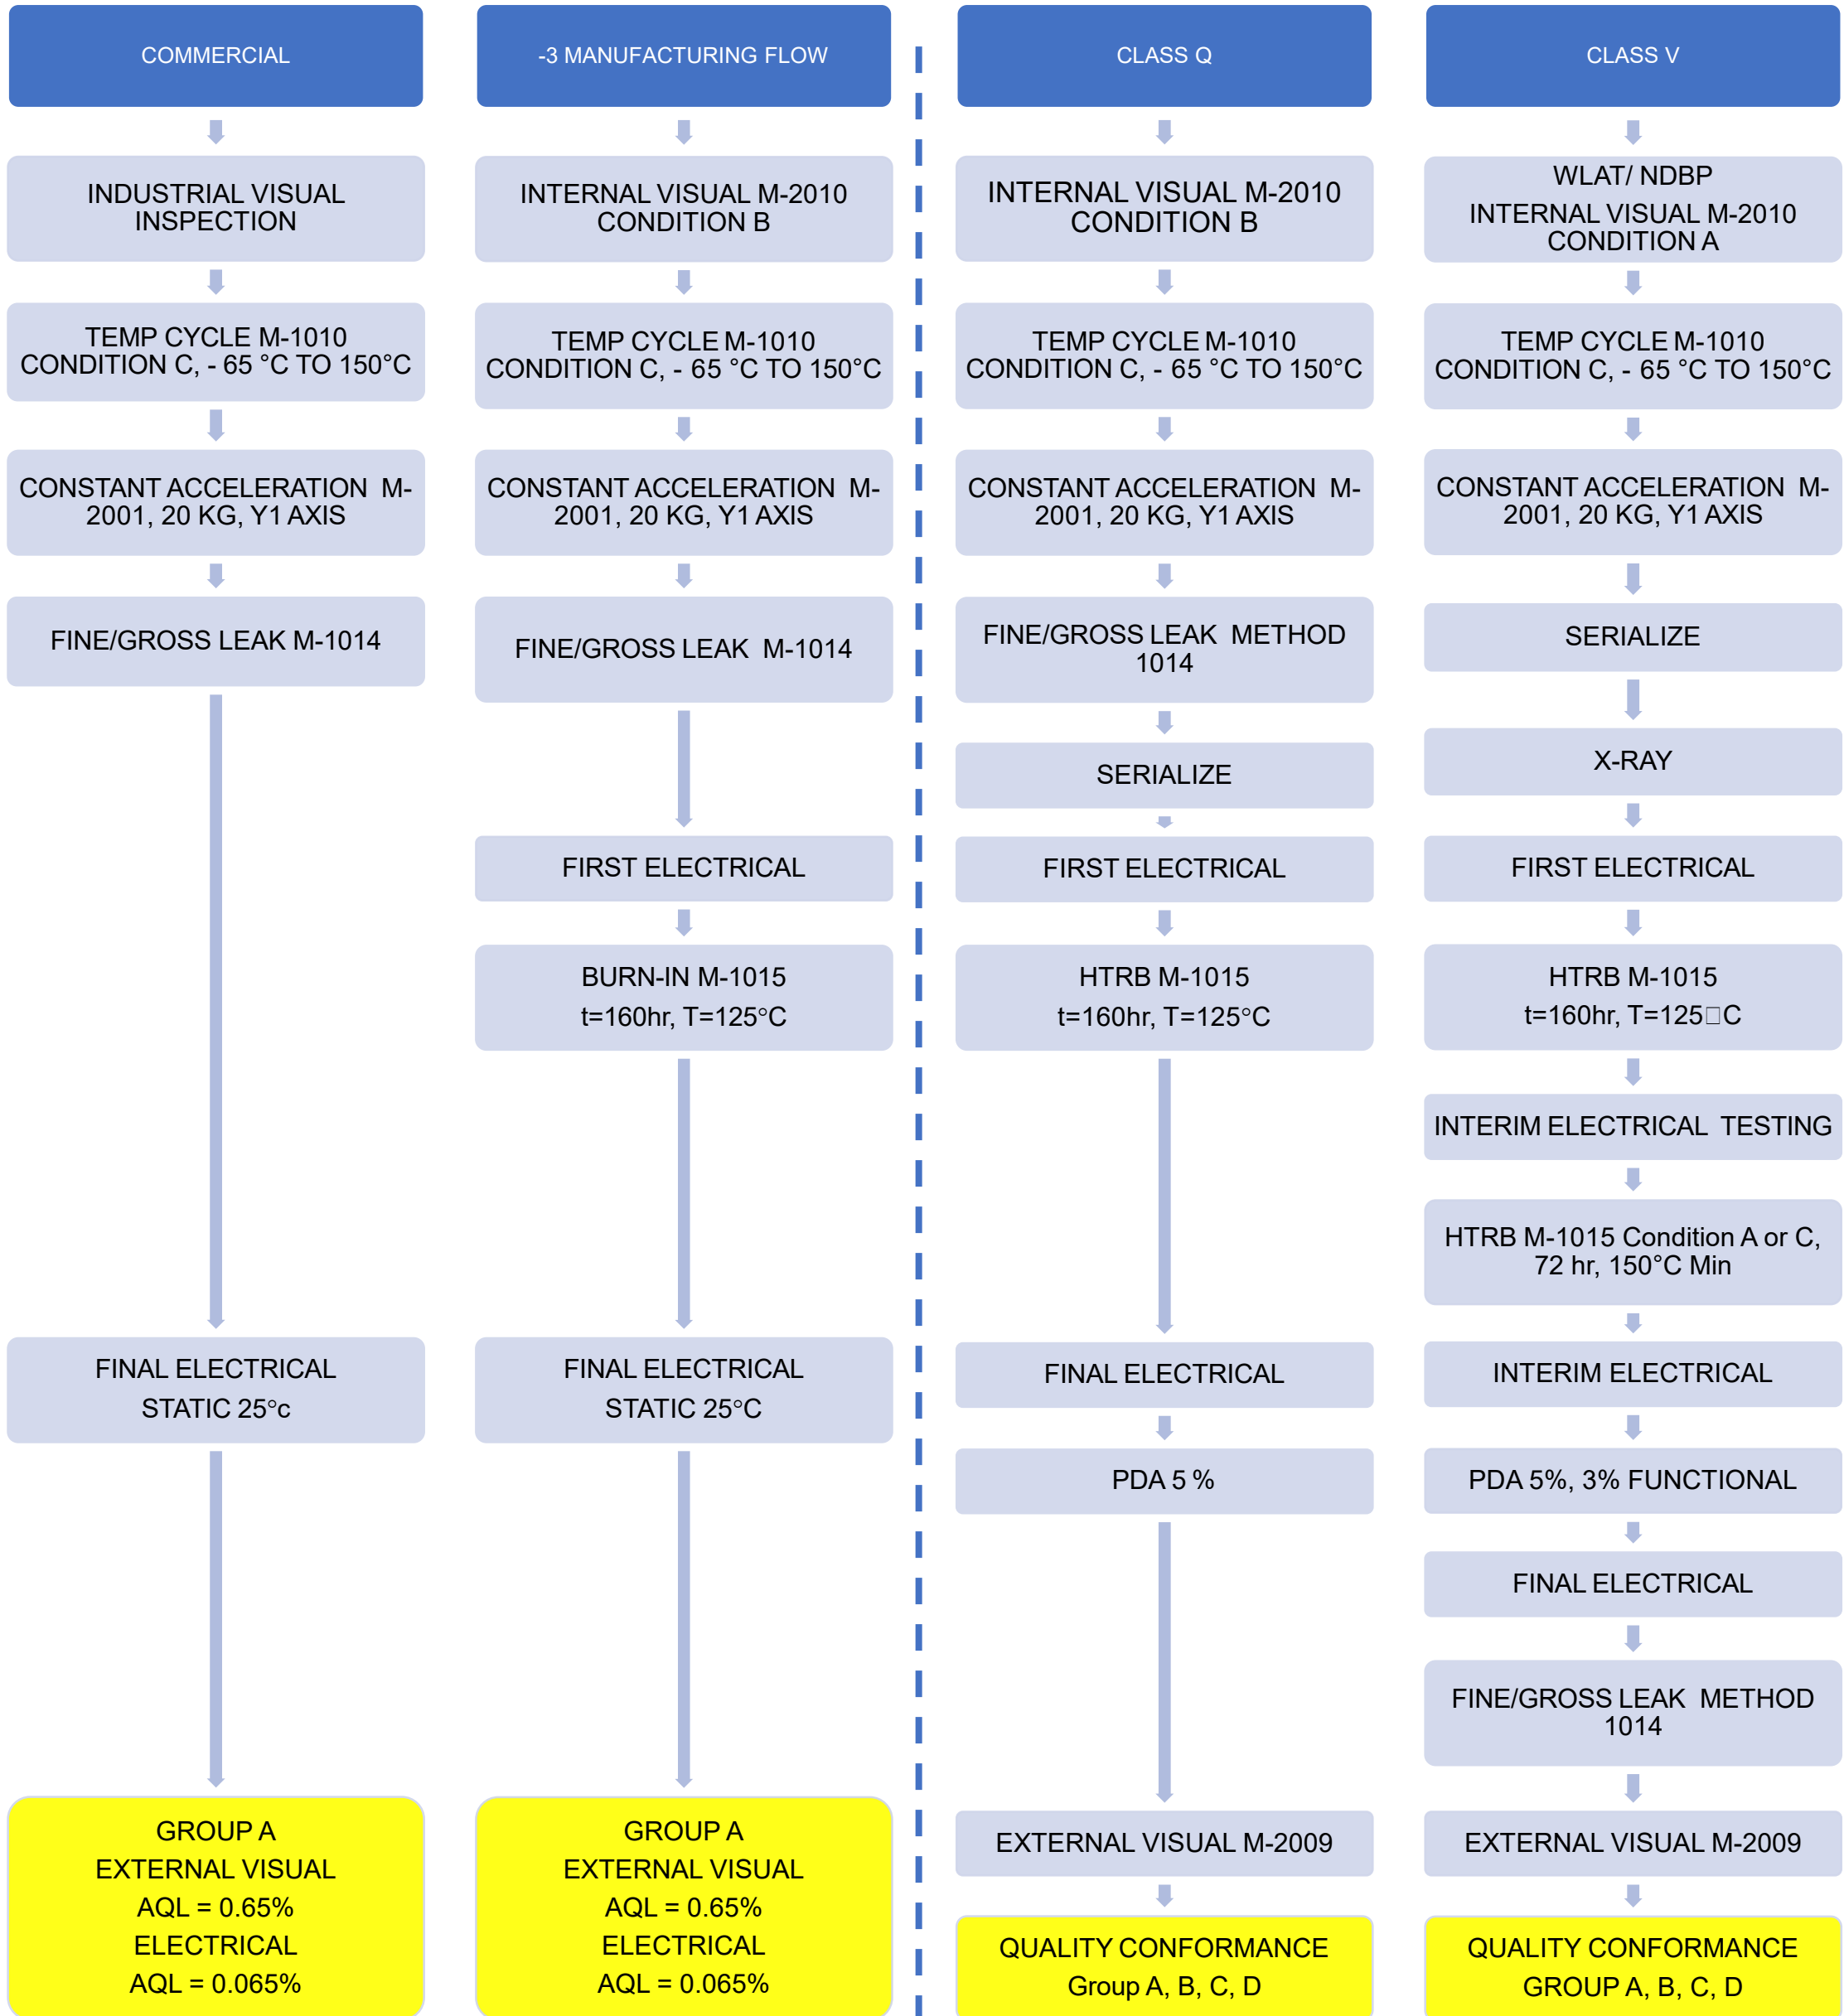 COMMERCIAL
INDUSTRIAL VISUAL
INSPECTION
TEMP CYCLE M-1010
CONDITION C, - 65 °C TO 150°C
CONSTANT ACCELERATION M-
2001, 20 KG, Y1 AXIS
FINE/GROSS LEAK M-1014
FINAL ELECTRICAL
STATIC 25°c
GROUP A
EXTERNAL VISUAL
AQL = 0.65%
ELECTRICAL
AQL = 0.065%
-3 MANUFACTURING FLOW
INTERNAL VISUAL M-2010
CONDITION B
TEMP CYCLE M-1010
CONDITION C, - 65 °C TO 150°C
CONSTANT ACCELERATION M-
2001, 20 KG, Y1 AXIS
FINE/GROSS LEAK M-1014
FIRST ELECTRICAL
BURN-IN M-1015
t=160hr, T=125°C
FINAL ELECTRICAL
STATIC 25°C
GROUP A
EXTERNAL VISUAL
AQL = 0.65%
ELECTRICAL
AQL = 0.065%
CLASS Q
INTERNAL VISUAL M-2010
CONDITION B
TEMP CYCLE M-1010
CONDITION C, - 65 °C TO 150°C
CONSTANT ACCELERATION M-
2001, 20 KG, Y1 AXIS
FINE/GROSS LEAK METHOD
1014
SERIALIZE
FIRST ELECTRICAL
HTRB M-1015
t=160hr, T=125°C
FINAL ELECTRICAL
PDA 5 %
EXTERNAL VISUAL M-2009
QUALITY CONFORMANCE
Group A, B, C, D
CLASS V
WLAT/ NDBP
INTERNAL VISUAL M-2010
CONDITION A
TEMP CYCLE M-1010
CONDITION C, - 65 °C TO 150°C
CONSTANT ACCELERATION M-
2001, 20 KG, Y1 AXIS
SERIALIZE
X-RAY
FIRST ELECTRICAL
HTRB M-1015
t=160hr, T=125□C
INTERIM ELECTRICAL TESTING
HTRB M-1015 Condition A or C,
72 hr, 150°C Min
INTERIM ELECTRICAL
PDA 5%, 3% FUNCTIONAL
FINAL ELECTRICAL
FINE/GROSS LEAK METHOD
1014
EXTERNAL VISUAL M-2009
QUALITY CONFORMANCE
GROUP A, B, C, D